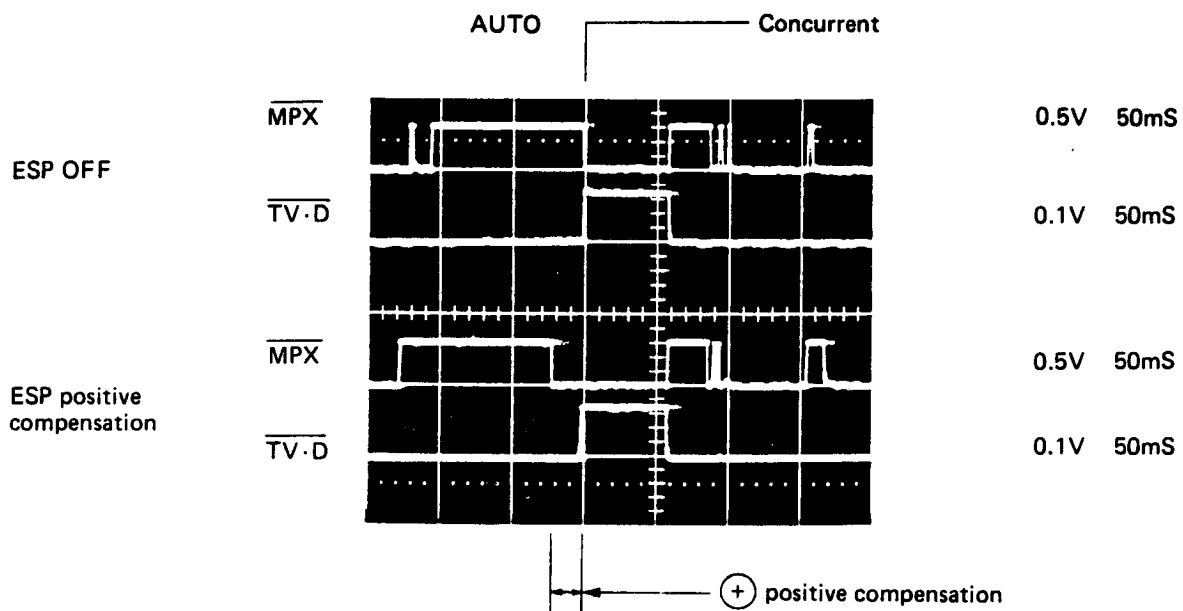 AUTO Concurrent
MPX 0.5V 50mS
ESP OFF
TV·D 0.1V 50mS
MPX 0.5V 50mS
ESP positive
compensation
TV·D 0.1V 50mS
+ positive compensation